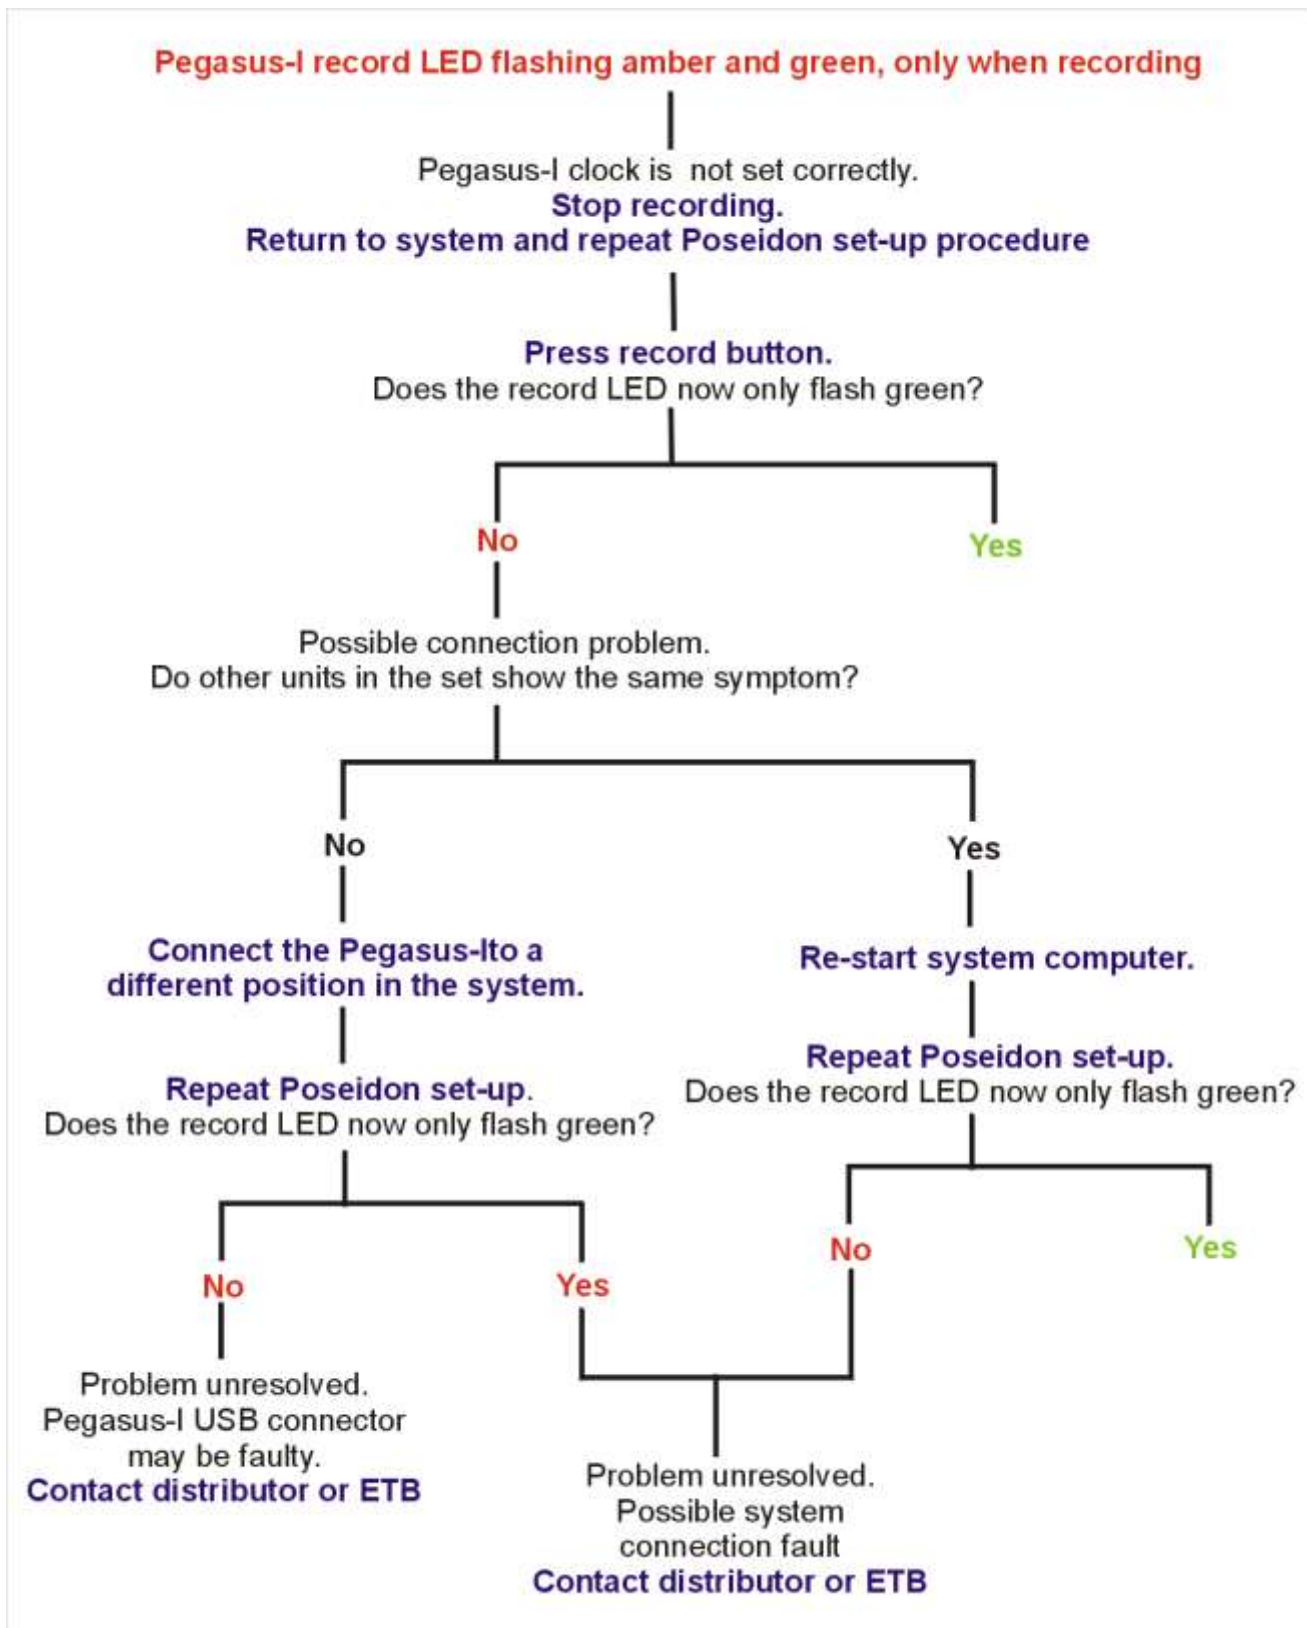 Pegasus-I record LED flashing amber and green, only when recording
Pegasus-I clock is not set correctly.
Stop recording.
Return to system and repeat Poseidon set-up procedure
Press record button.
Does the record LED now only flash green?
No
Yes
Possible connection problem.
Do other units in the set show the same symptom?
No
Yes
Connect the Pegasus-Ito a
different position in the system.
Re-start system computer.
Repeat Poseidon set-up.
Does the record LED now only flash green?
Repeat Poseidon set-up.
Does the record LED now only flash green?
No
Yes
No
Yes
Problem unresolved.
Pegasus-I USB connector
may be faulty.
Contact distributor or ETB
Problem unresolved.
Possible system
connection fault
Contact distributor or ETB